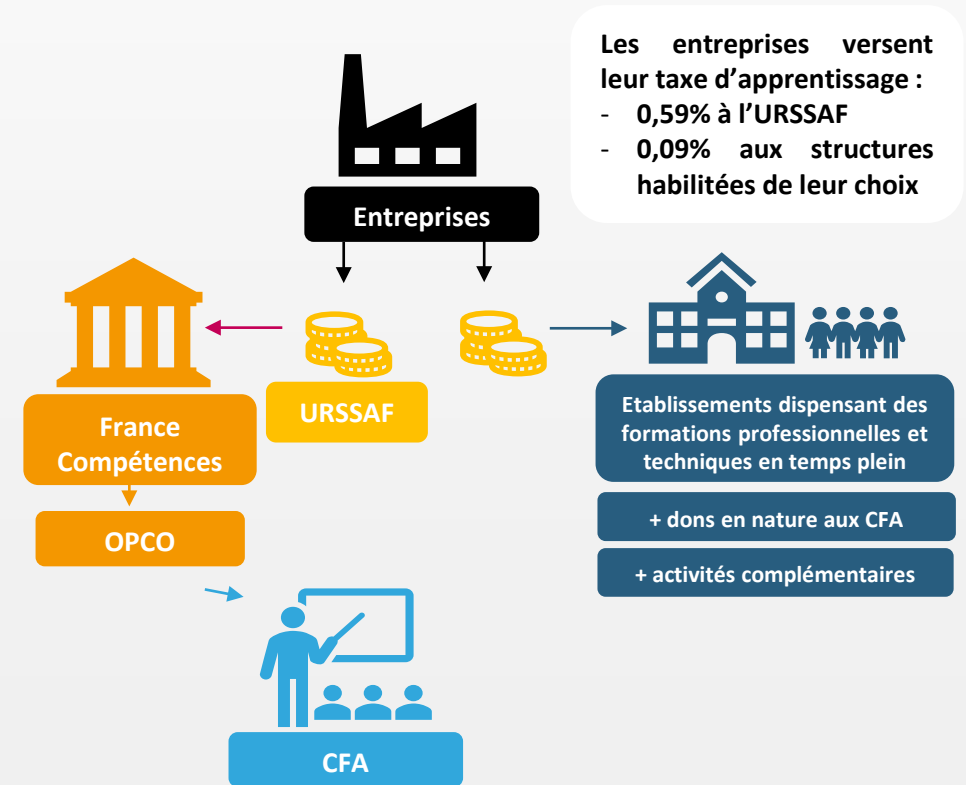 Les entreprises versent
leur taxe d’apprentissage :
- 0,59% à l’URSSAF
- 0,09% aux structures
habilitées de leur choix
Entreprises
France
Compétences
URSSAF
Etablissements dispensant des
formations professionnelles et
techniques en temps plein
OPCO
+ dons en nature aux CFA
+ activités complémentaires
CFA